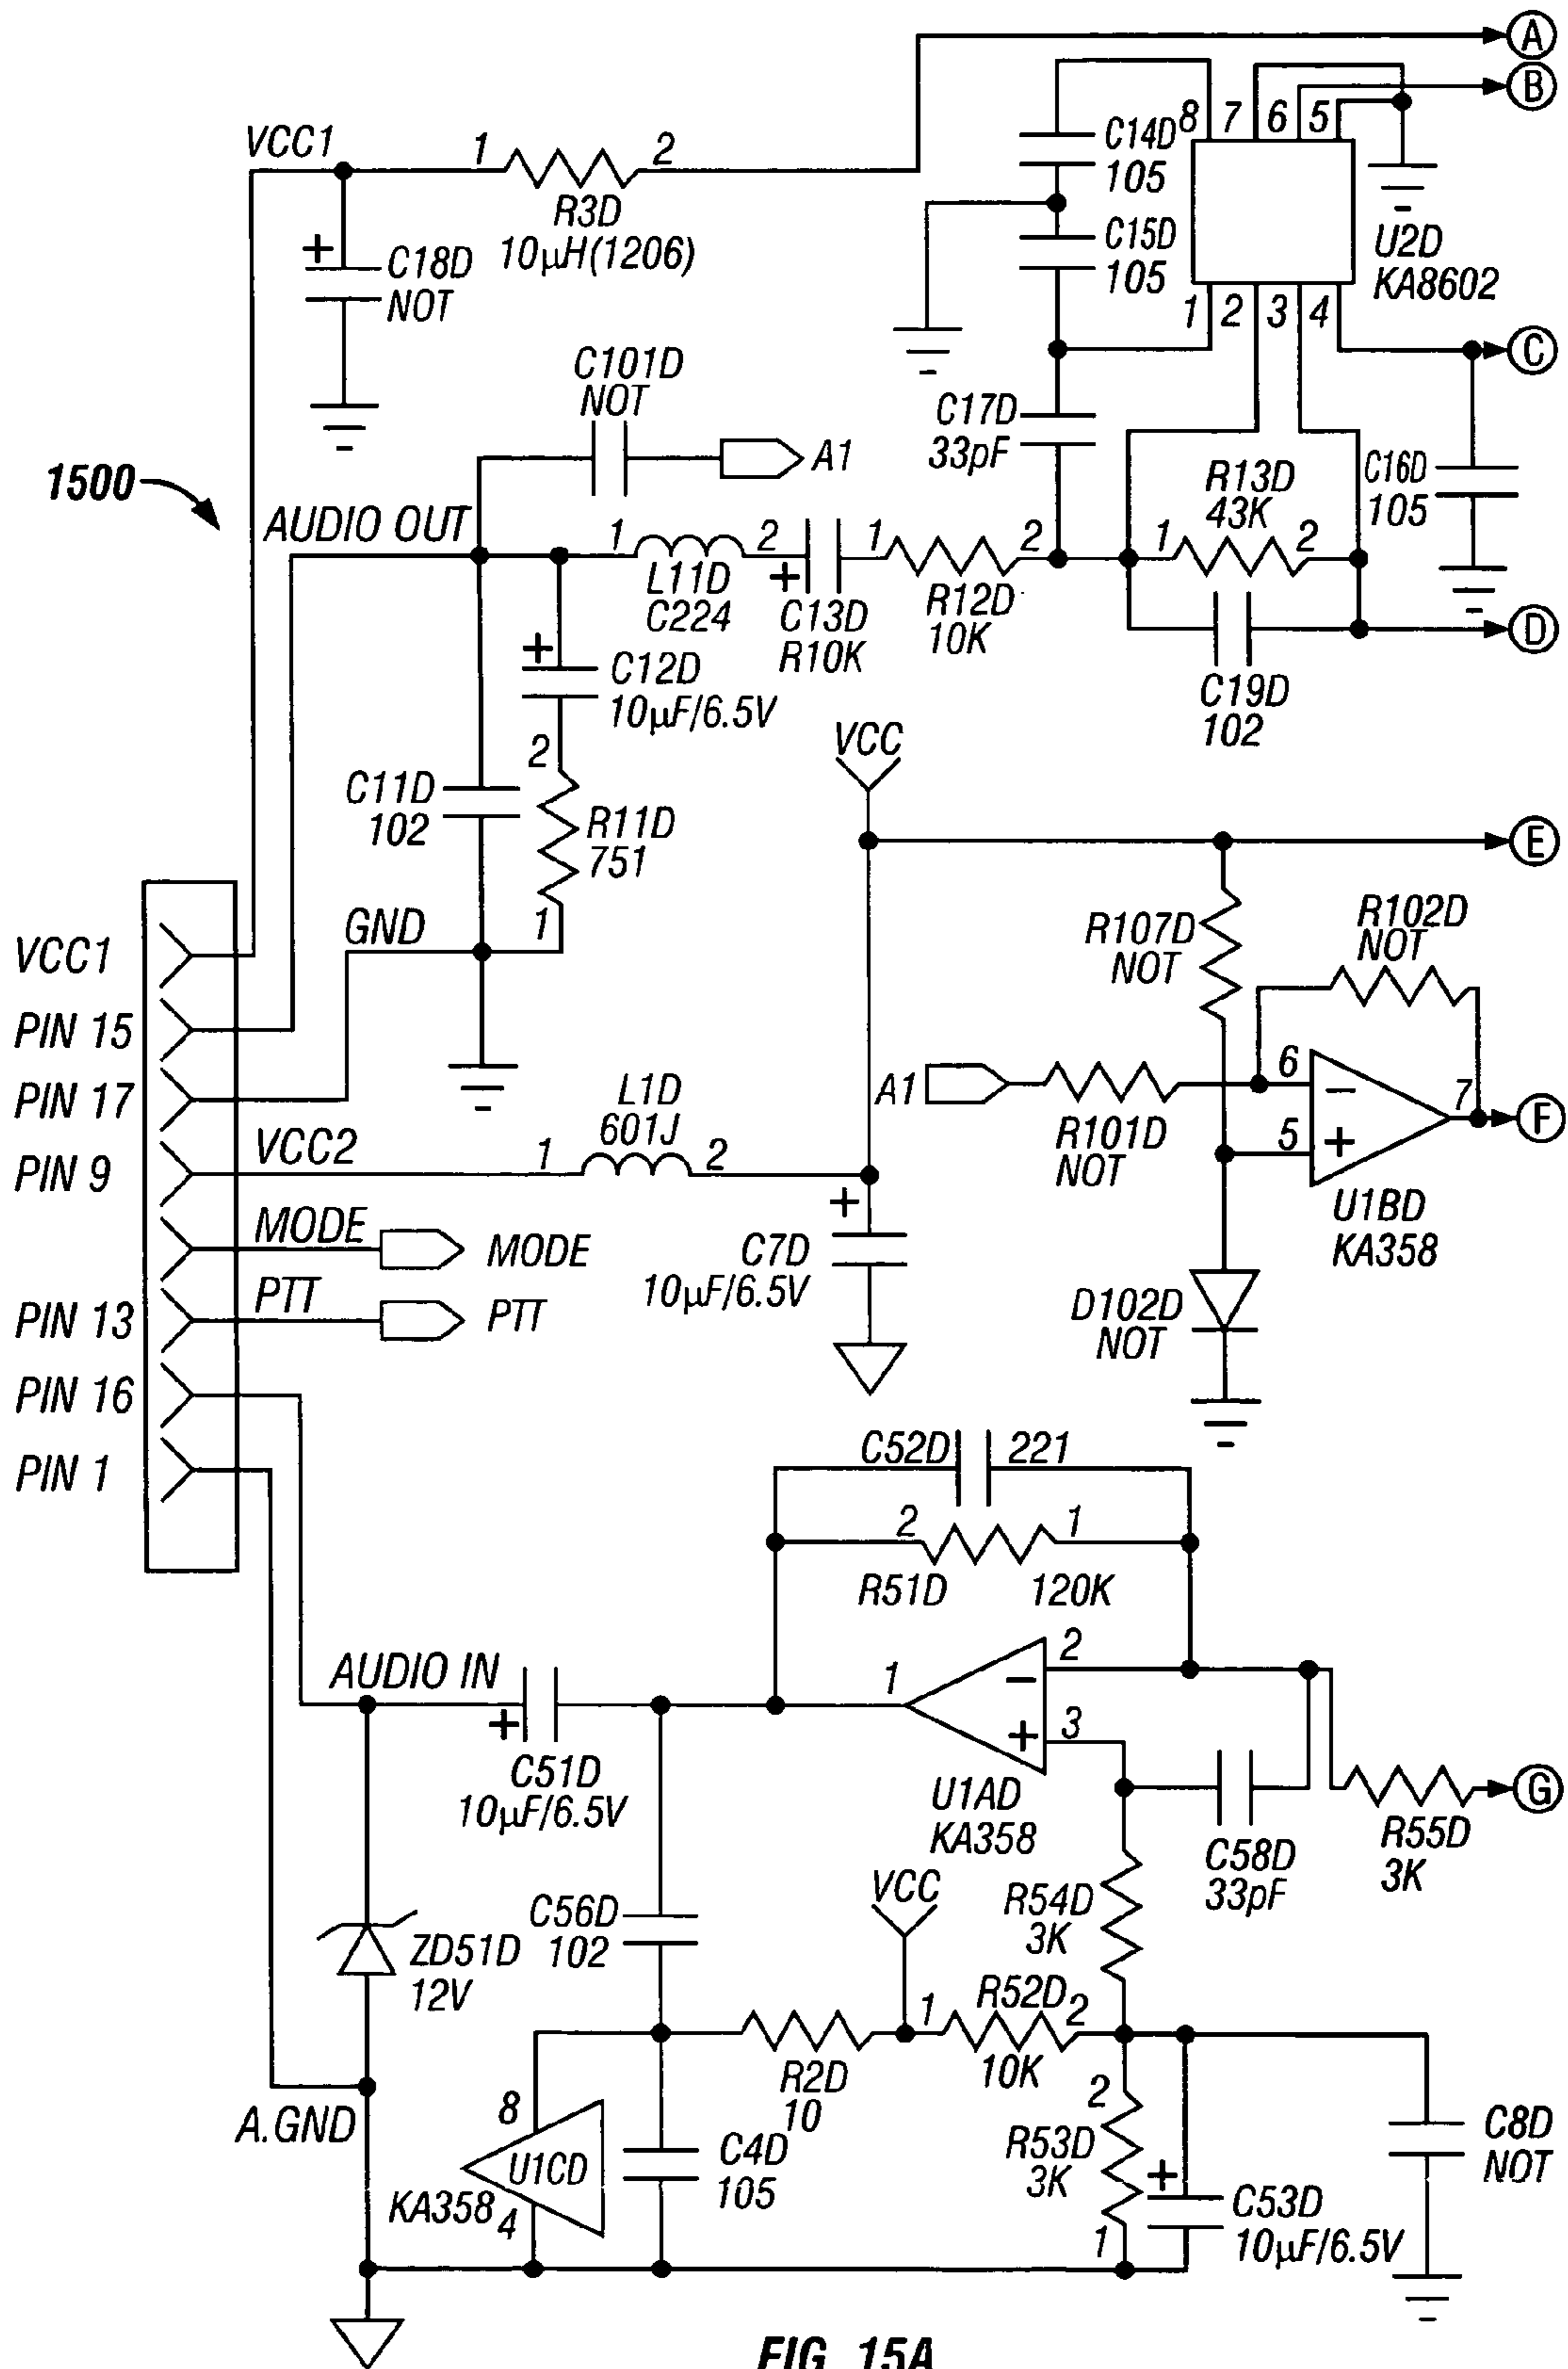 A
B
8 7 6 5
C14D
105
VCC1
1 2
R3D
10μH(1206)
+
C18D
NOT
C15D
105
U2D
KA8602
1 2 3 4
C
C101D
NOT
A1
C17D
33pF
R13D
43K
C16D
105
1500
AUDIO OUT
1 2
L11D
C224
+
C13D
R10K
1 2
R12D
10K
1 2
D
C19D
102
+
C12D
10μF/6.5V
VCC
2
C11D
102
R11D
751
1
E
GND
R107D
NOT
R102D
NOT
VCC1
PIN 15
PIN 17
PIN 9
PIN 13
PIN 16
PIN 1
L1D
601J
VCC2
1 2
A1
R101D
NOT
6
−
5
+
7
F
U1BD
KA358
MODE
MODE
PTT
PTT
+
C7D
10μF/6.5V
D102D
NOT
C52D 221
2 1
R51D 120K
AUDIO IN
+
C51D
10μF/6.5V
1
2
−
+
3
U1AD
KA358
C58D
33pF
G
R55D
3K
VCC
R54D
3K
C56D
102
ZD51D
12V
R2D
10
1 R52D 2
10K
A.GND
8
U1CD
KA358
4
C4D
105
2
R53D
3K
1
+
C53D
10μF/6.5V
C8D
NOT
FIG. 15A